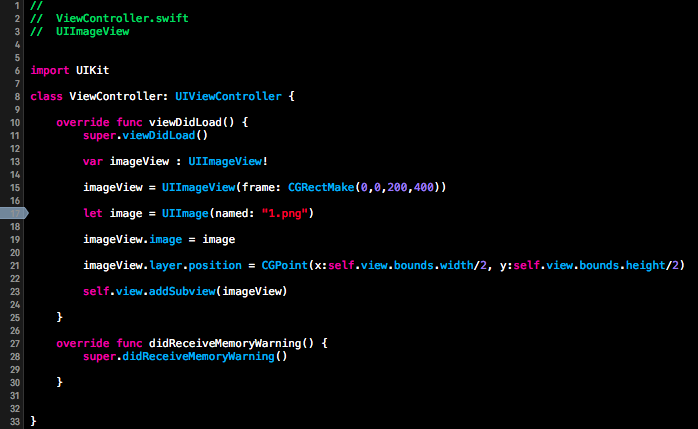 1 //
2 // ViewController.swift
3 // UIImageView
4
5
6 import UIKit
7
8 class ViewController: UIViewController {
9
10 override func viewDidLoad() {
11 super.viewDidLoad()
12
13 var imageView : UIImageView!
14
15 imageView = UIImageView(frame: CGRectMake(0,0,200,400))
16
17 let image = UIImage(named: "1.png")
18
19 imageView.image = image
20
21 imageView.layer.position = CGPoint(x:self.view.bounds.width/2, y:self.view.bounds.height/2)
22
23 self.view.addSubview(imageView)
24
25 }
26
27 override func didReceiveMemoryWarning() {
28 super.didReceiveMemoryWarning()
29
30 }
31
32
33 }